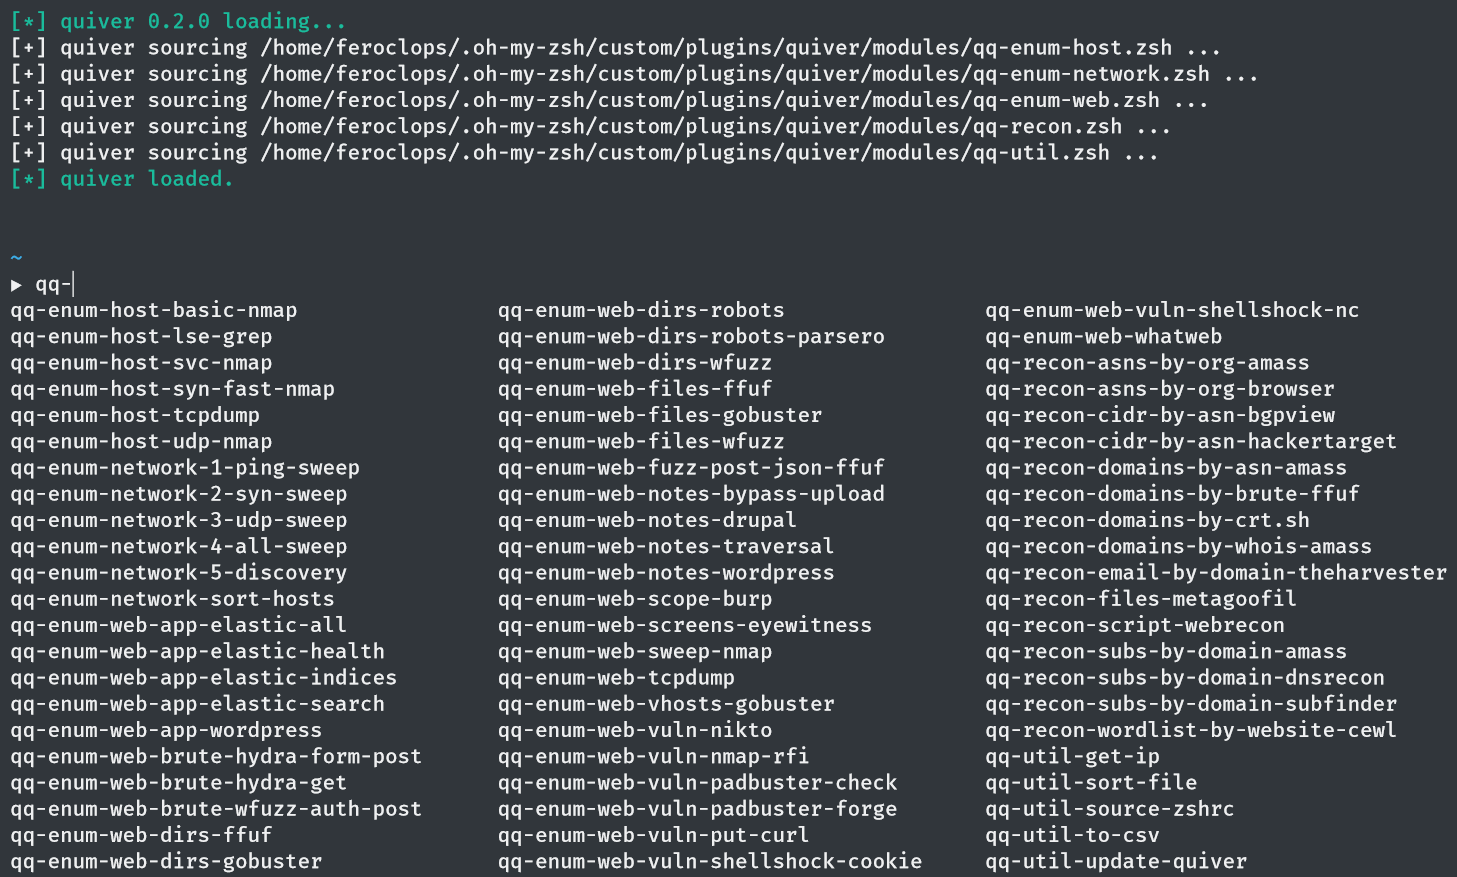 [*] quiver 0.2.0 loading...
[+] quiver sourcing /home/feroclops/.oh-my-zsh/custom/plugins/quiver/modules/qq-enum-host.zsh ...
[+] quiver sourcing /home/feroclops/.oh-my-zsh/custom/plugins/quiver/modules/qq-enum-network.zsh ...
[+] quiver sourcing /home/feroclops/.oh-my-zsh/custom/plugins/quiver/modules/qq-enum-web.zsh ...
[+] quiver sourcing /home/feroclops/.oh-my-zsh/custom/plugins/quiver/modules/qq-recon.zsh ...
[+] quiver sourcing /home/feroclops/.oh-my-zsh/custom/plugins/quiver/modules/qq-util.zsh ...
[*] quiver loaded.
~
▶ qq-
qq-enum-host-basic-nmap qq-enum-web-dirs-robots qq-enum-web-vuln-shellshock-nc
qq-enum-host-lse-grep qq-enum-web-dirs-robots-parsero qq-enum-web-whatweb
qq-enum-host-svc-nmap qq-enum-web-dirs-wfuzz qq-recon-asns-by-org-amass
qq-enum-host-syn-fast-nmap qq-enum-web-files-ffuf qq-recon-asns-by-org-browser
qq-enum-host-tcpdump qq-enum-web-files-gobuster qq-recon-cidr-by-asn-bgpview
qq-enum-host-udp-nmap qq-enum-web-files-wfuzz qq-recon-cidr-by-asn-hackertarget
qq-enum-network-1-ping-sweep qq-enum-web-fuzz-post-json-ffuf qq-recon-domains-by-asn-amass
qq-enum-network-2-syn-sweep qq-enum-web-notes-bypass-upload qq-recon-domains-by-brute-ffuf
qq-enum-network-3-udp-sweep qq-enum-web-notes-drupal qq-recon-domains-by-crt.sh
qq-enum-network-4-all-sweep qq-enum-web-notes-traversal qq-recon-domains-by-whois-amass
qq-enum-network-5-discovery qq-enum-web-notes-wordpress qq-recon-email-by-domain-theharvester
qq-enum-network-sort-hosts qq-enum-web-scope-burp qq-recon-files-metagoofil
qq-enum-web-app-elastic-all qq-enum-web-screens-eyewitness qq-recon-script-webrecon
qq-enum-web-app-elastic-health qq-enum-web-sweep-nmap qq-recon-subs-by-domain-amass
qq-enum-web-app-elastic-indices qq-enum-web-tcpdump qq-recon-subs-by-domain-dnsrecon
qq-enum-web-app-elastic-search qq-enum-web-vhosts-gobuster qq-recon-subs-by-domain-subfinder
qq-enum-web-app-wordpress qq-enum-web-vuln-nikto qq-recon-wordlist-by-website-cewl
qq-enum-web-brute-hydra-form-post qq-enum-web-vuln-nmap-rfi qq-util-get-ip
qq-enum-web-brute-hydra-get qq-enum-web-vuln-padbuster-check qq-util-sort-file
qq-enum-web-brute-wfuzz-auth-post qq-enum-web-vuln-padbuster-forge qq-util-source-zshrc
qq-enum-web-dirs-ffuf qq-enum-web-vuln-put-curl qq-util-to-csv
qq-enum-web-dirs-gobuster qq-enum-web-vuln-shellshock-cookie qq-util-update-quiver